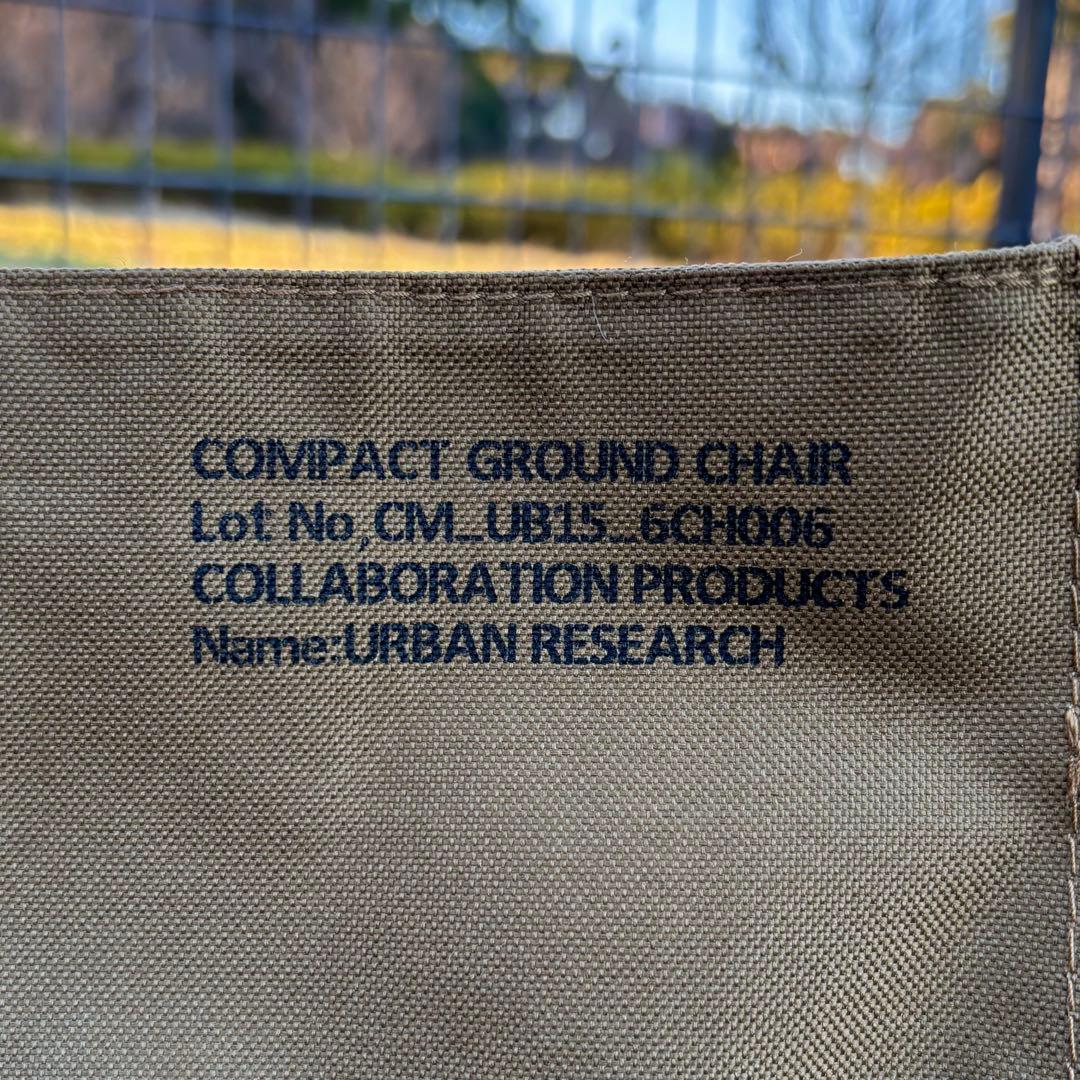 COMPACT GROUND CHAIR
Lot No,CM_UB15_6CH006
COLLABORATION PRODUCTS
Name:URBAN RESEARCH